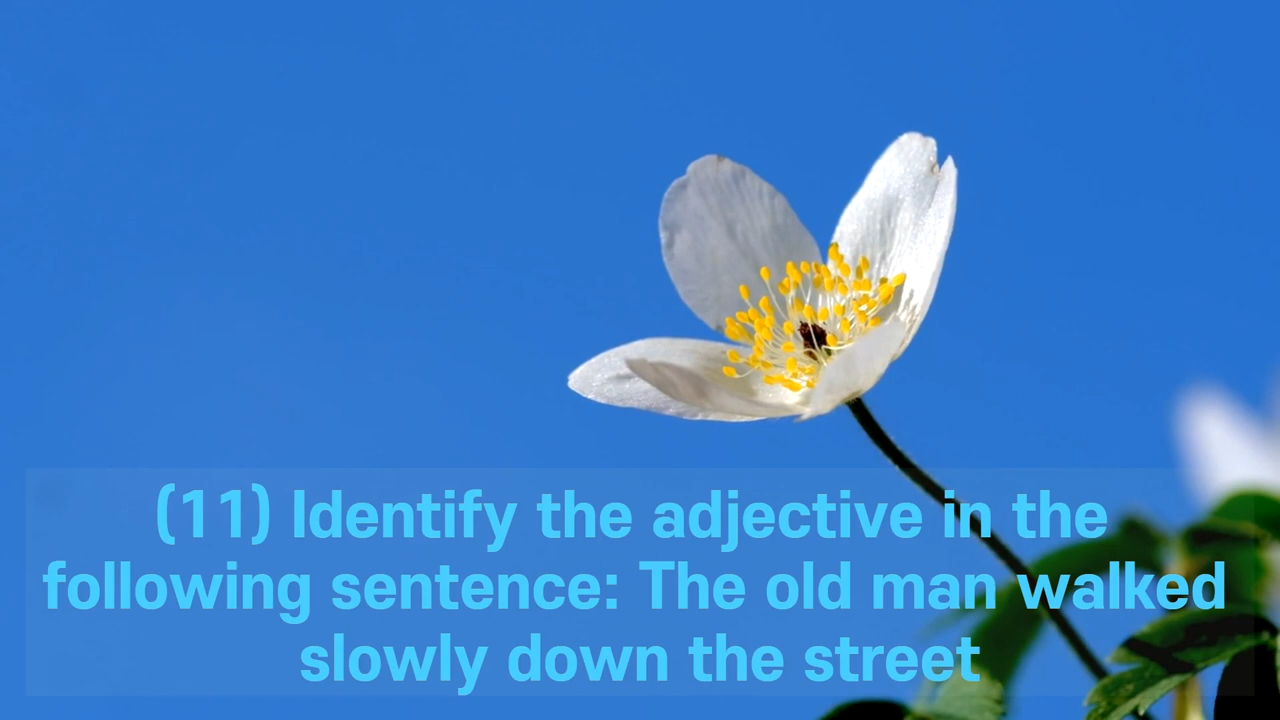 (11) Identify the adjective in the
following sentence: The old man walked
slowly down the street